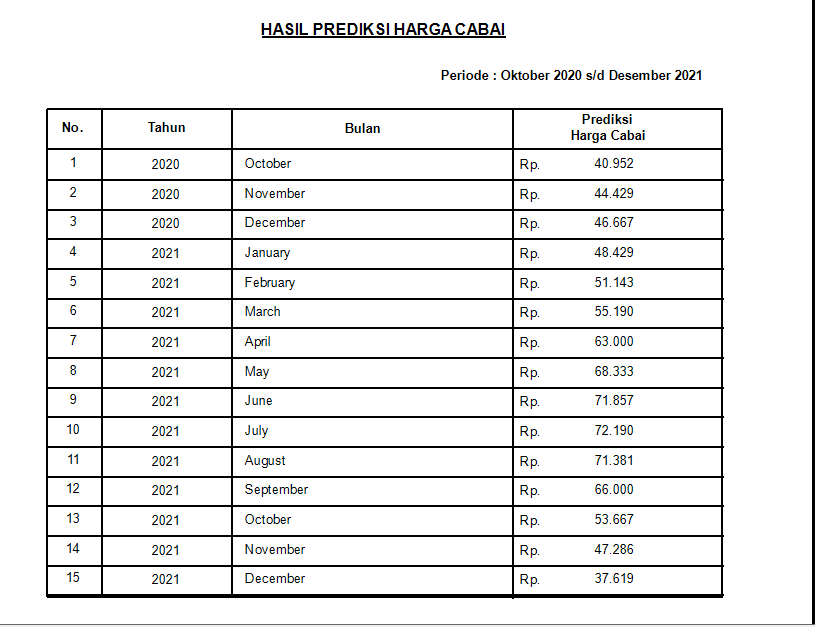 HASIL PREDIKSI HARGA CABAI
Periode : Oktober 2020 s/d Desember 2021
No. Tahun Bulan Prediksi
Harga Cabai
1 2020 October Rp. 40.952
2 2020 November Rp. 44.429
3 2020 December Rp. 46.667
4 2021 January Rp. 48.429
5 2021 February Rp. 51.143
6 2021 March Rp. 55.190
7 2021 April Rp. 63.000
8 2021 May Rp. 68.333
9 2021 June Rp. 71.857
10 2021 July Rp. 72.190
11 2021 August Rp. 71.381
12 2021 September Rp. 66.000
13 2021 October Rp. 53.667
14 2021 November Rp. 47.286
15 2021 December Rp. 37.619